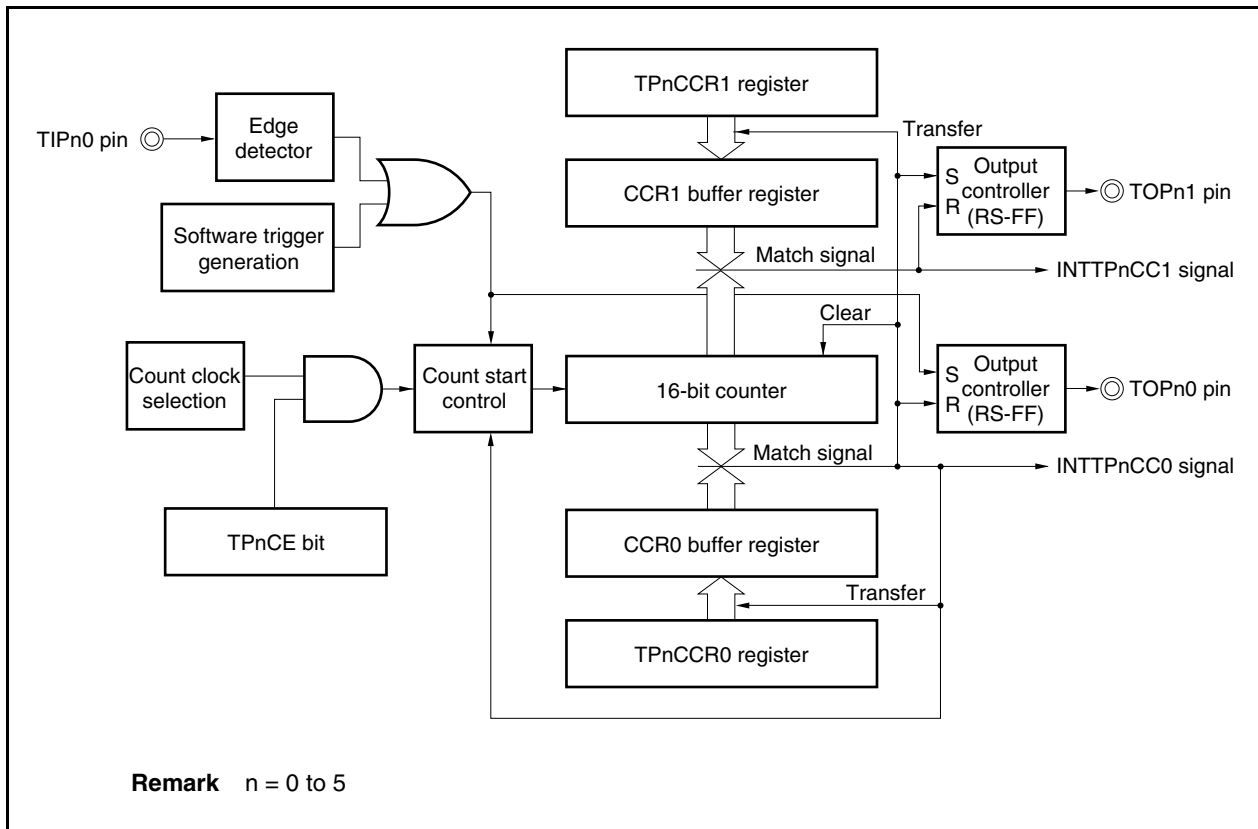 TPnCCR1 register
TIPn0 pin
Edge
detector
Transfer
CCR1 buffer register
S
R
Output
controller
(RS-FF)
TOPn1 pin
Software trigger
generation
Match signal
INTTPnCC1 signal
Clear
Count clock
selection
Count start
control
16-bit counter
S
R
Output
controller
(RS-FF)
TOPn0 pin
Match signal
INTTPnCC0 signal
TPnCE bit
CCR0 buffer register
Transfer
TPnCCR0 register
Remark n = 0 to 5